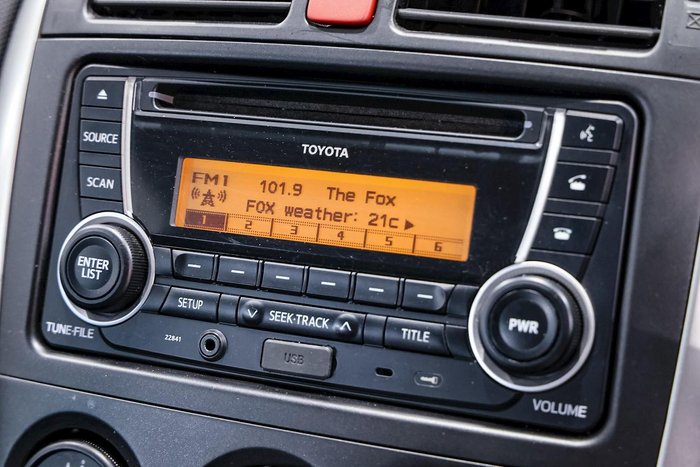 TOYOTA
SOURCE
SCAN
FM1
101.9 The Fox
FOX weather: 21c
1 2 3 4 5 6
ENTER
LIST
TUNE·FILE
SETUP
SEEK·TRACK
TITLE
PWR
VOLUME
22841
USB